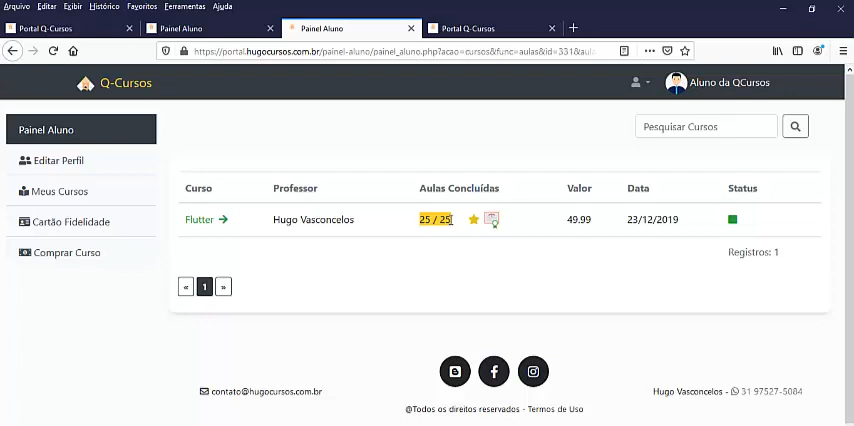 Arquivo Editar Exibir Histórico Favoritos Ferramentas Ajuda
Portal Q-Cursos Painel Aluno Painel Aluno Portal Q-Cursos
https://portal.hugocursos.com.br/painel-aluno/painel_aluno.php?acao=cursos&func=aulas&id=331&aula
Q-Cursos Aluno da QCursos
Painel Aluno
Pesquisar Cursos
Editar Perfil
Meus Cursos
Cartão Fidelidade
Comprar Curso
Curso Professor Aulas Concluídas Valor Data Status
Flutter Hugo Vasconcelos 25 / 25 49.99 23/12/2019
Registros: 1
« 1 »
contato@hugocursos.com.br Hugo Vasconcelos - 31 97527-5084
@Todos os direitos reservados - Termos de Uso